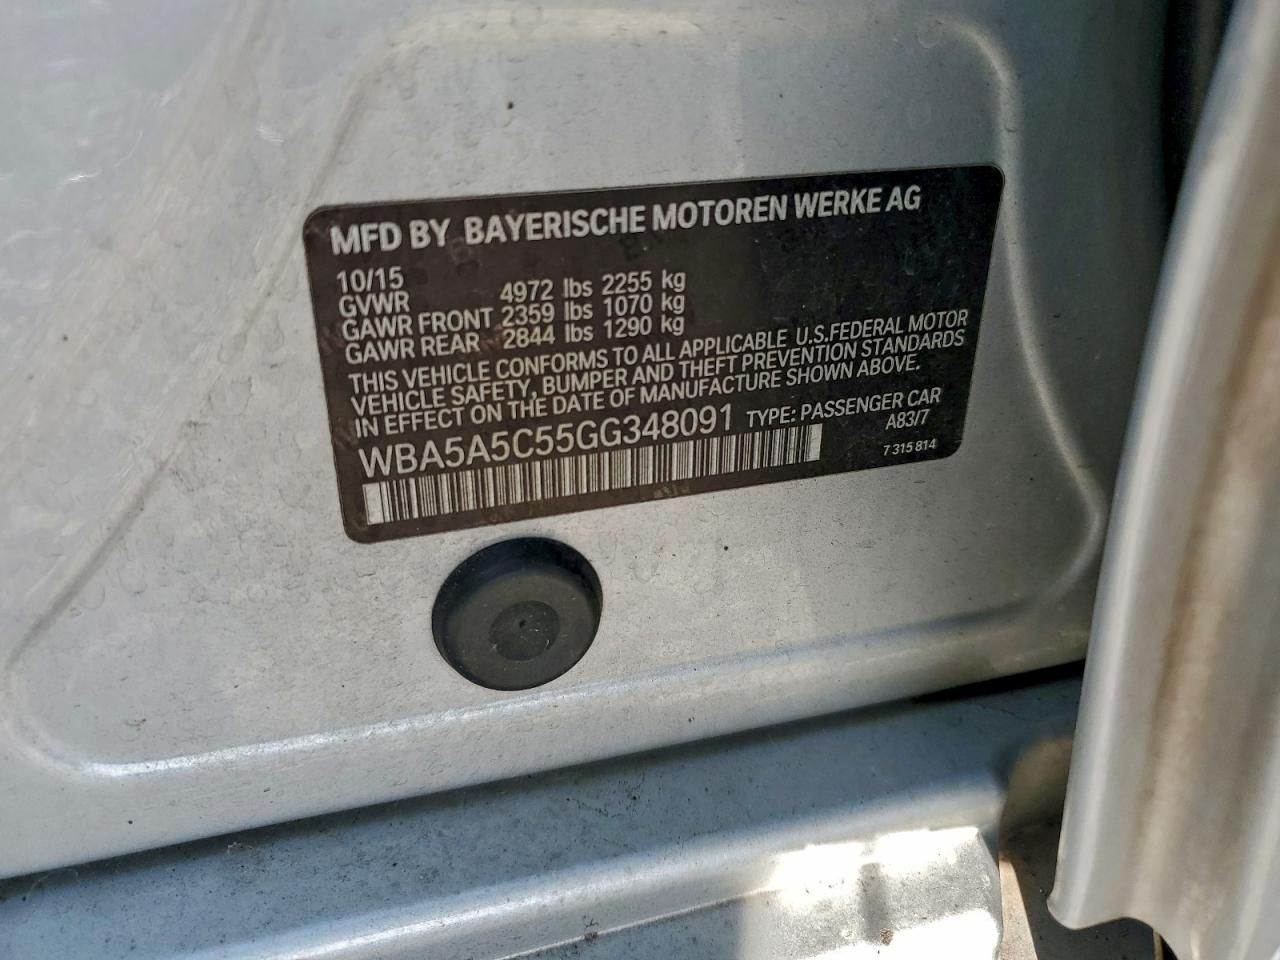 MFD BY BAYERISCHE MOTOREN WERKE AG
10/15
GVWR 4972 lbs 2255 kg
GAWR FRONT 2359 lbs 1070 kg
GAWR REAR 2844 lbs 1290 kg
THIS VEHICLE CONFORMS TO ALL APPLICABLE U.S.FEDERAL MOTOR
VEHICLE SAFETY, BUMPER AND THEFT PREVENTION STANDARDS
IN EFFECT ON THE DATE OF MANUFACTURE SHOWN ABOVE.
WBA5A5C55GG348091 TYPE: PASSENGER CAR
A83/7
7 315 814